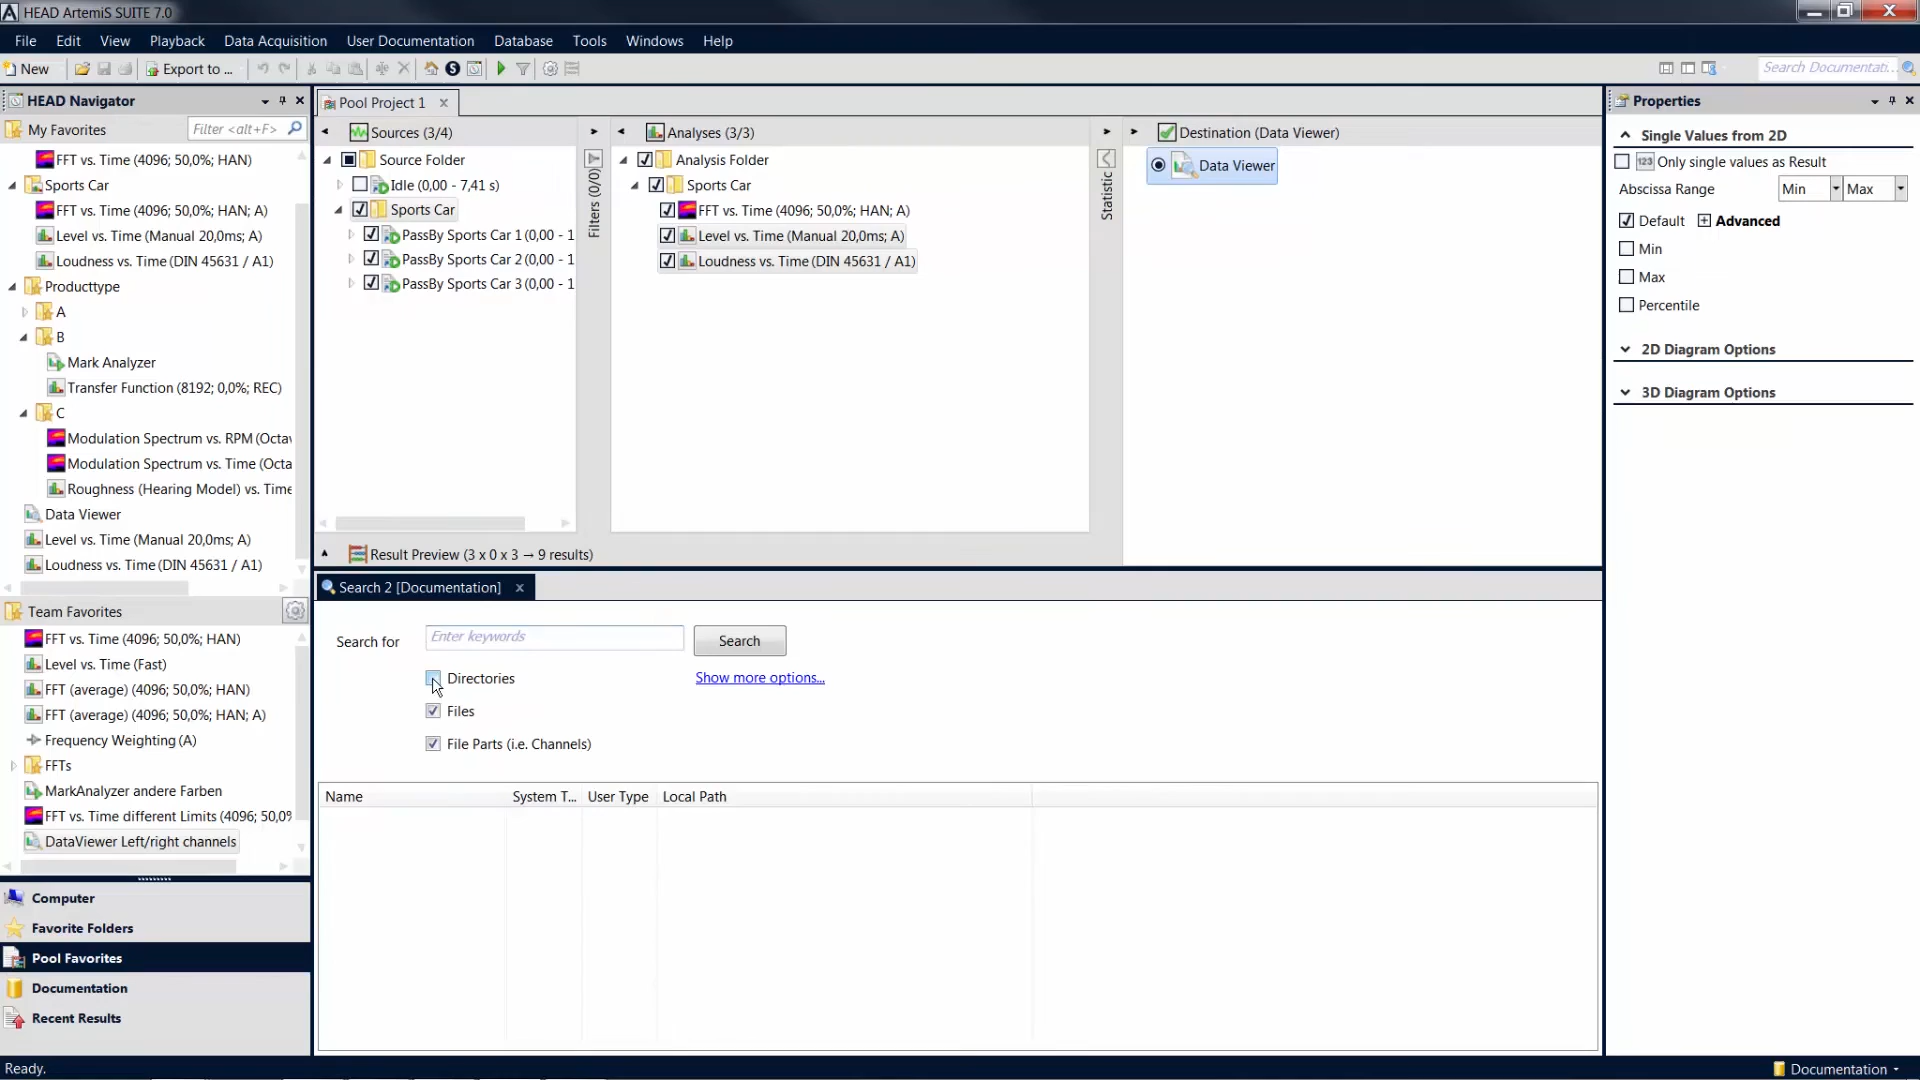 HEAD ArtemiS SUITE 7.0
File Edit View Playback Data Acquisition User Documentation Database Tools Windows Help
New Export to ... Search Documentati...
HEAD Navigator
My Favorites Filter <alt+F>
FFT vs. Time (4096; 50,0%; HAN)
Sports Car
FFT vs. Time (4096; 50,0%; HAN; A)
Level vs. Time (Manual 20,0ms; A)
Loudness vs. Time (DIN 45631 / A1)
Producttype
A
B
Mark Analyzer
Transfer Function (8192; 0,0%; REC)
C
Modulation Spectrum vs. RPM (Octav
Modulation Spectrum vs. Time (Octa
Roughness (Hearing Model) vs. Time
Data Viewer
Level vs. Time (Manual 20,0ms; A)
Loudness vs. Time (DIN 45631 / A1)
Team Favorites
FFT vs. Time (4096; 50,0%; HAN)
Level vs. Time (Fast)
FFT (average) (4096; 50,0%; HAN)
FFT (average) (4096; 50,0%; HAN; A)
Frequency Weighting (A)
FFTs
MarkAnalyzer andere Farben
FFT vs. Time different Limits (4096; 50,0%
DataViewer Left/right channels
Computer
Favorite Folders
Pool Favorites
Documentation
Recent Results
Pool Project 1
Sources (3/4)
Source Folder
Idle (0,00 - 7,41 s)
Sports Car
PassBy Sports Car 1 (0,00 - 1
PassBy Sports Car 2 (0,00 - 1
PassBy Sports Car 3 (0,00 - 1
Filters (0/0)
Analyses (3/3)
Analysis Folder
Sports Car
FFT vs. Time (4096; 50,0%; HAN; A)
Level vs. Time (Manual 20,0ms; A)
Loudness vs. Time (DIN 45631 / A1)
Statistic
Destination (Data Viewer)
Data Viewer
Result Preview (3 x 0 x 3 → 9 results)
Search 2 [Documentation]
Search for Enter keywords Search
Directories Show more options...
Files
File Parts (i.e. Channels)
Name System T... User Type Local Path
Properties
Single Values from 2D
123 Only single values as Result
Abscissa Range Min Max
Default Advanced
Min
Max
Percentile
2D Diagram Options
3D Diagram Options
Ready. Documentation